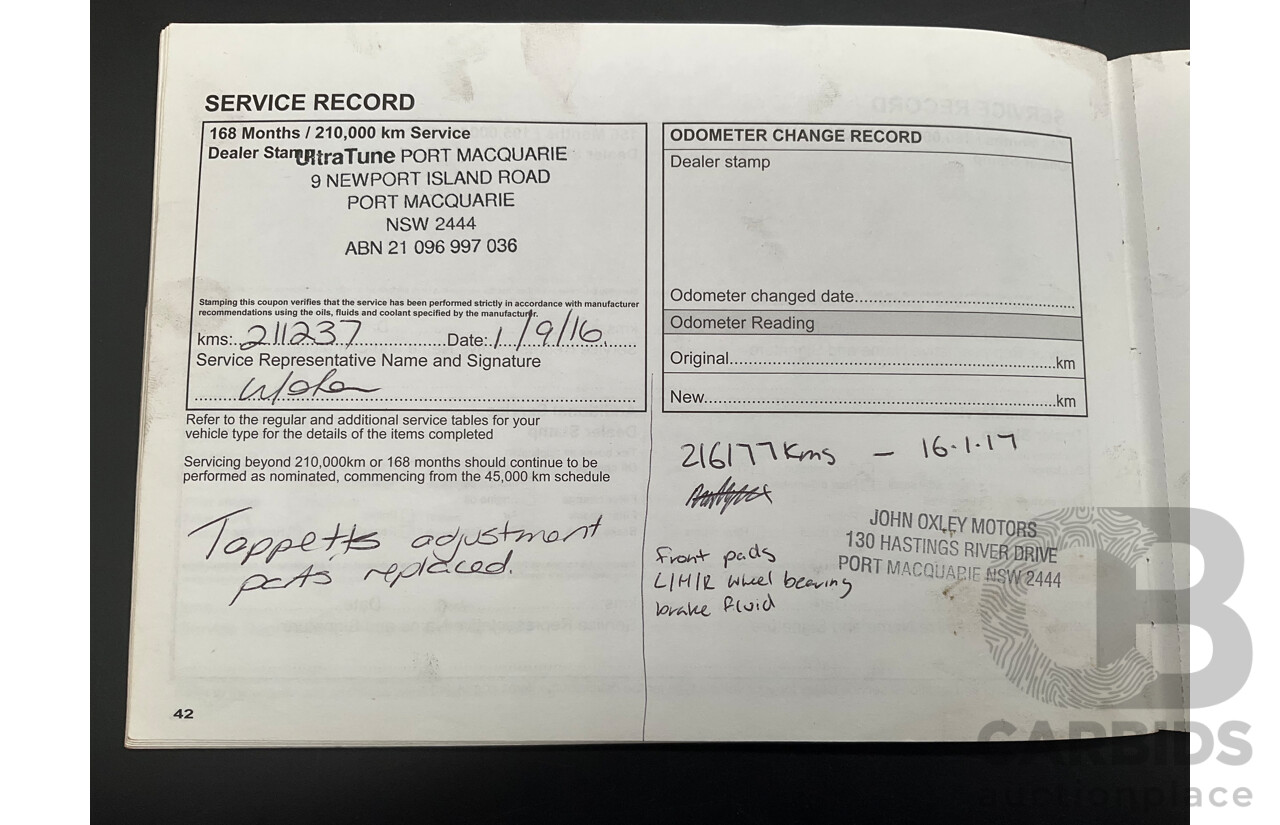 SERVICE RECORD
168 Months / 210,000 km Service
Dealer Stamp
UltraTune PORT MACQUARIE
9 NEWPORT ISLAND ROAD
PORT MACQUARIE
NSW 2444
ABN 21 096 997 036
Stamping this coupon verifies that the service has been performed strictly in accordance with manufacturer
recommendations using the oils, fluids and coolant specified by the manufacturer.
kms: 211237 Date: 1/9/16
Service Representative Name and Signature
Refer to the regular and additional service tables for your
vehicle type for the details of the items completed
Servicing beyond 210,000km or 168 months should continue to be
performed as nominated, commencing from the 45,000 km schedule
Tappetts adjustment
parts replaced.
42
ODOMETER CHANGE RECORD
Dealer stamp
Odometer changed date
Odometer Reading
Original km
New km
216177 Kms – 16.1.17
JOHN OXLEY MOTORS
130 HASTINGS RIVER DRIVE
PORT MACQUARIE NSW 2444
Front pads
L/H/R wheel bearing
brake fluid
CARBIDS
auctionplace